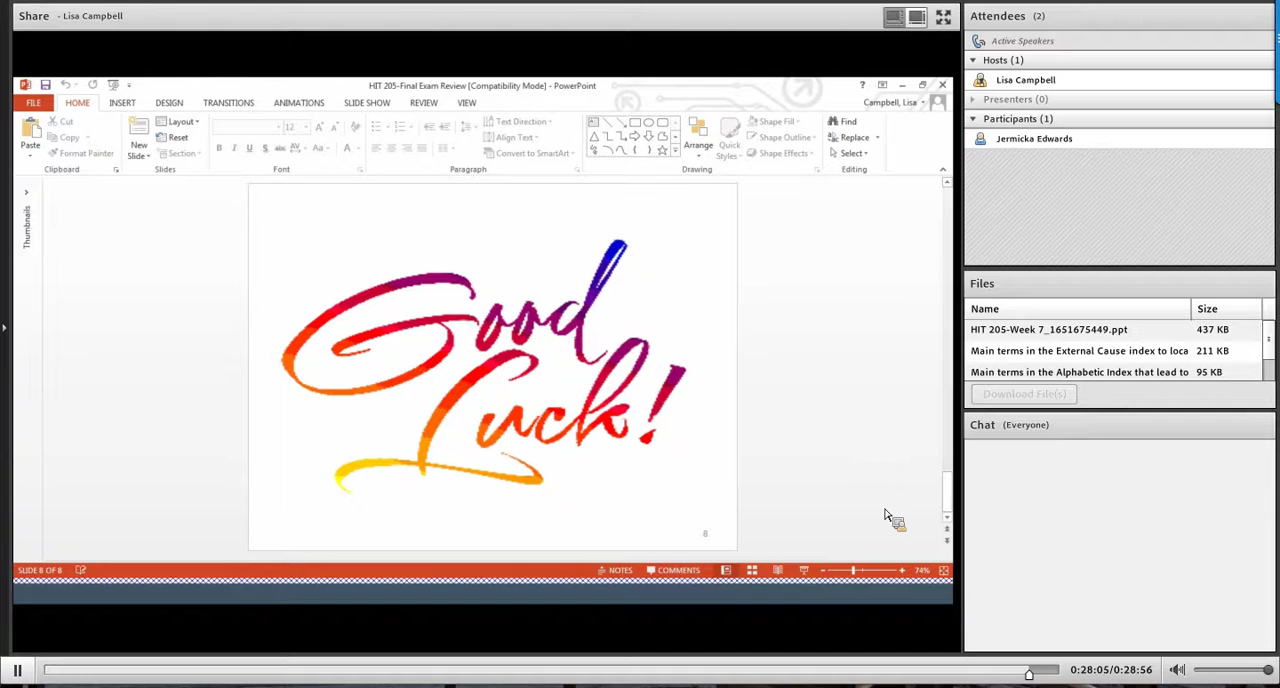 Share - Lisa Campbell
HIT 205-Final Exam Review [Compatibility Mode] - PowerPoint
FILE HOME INSERT DESIGN TRANSITIONS ANIMATIONS SLIDE SHOW REVIEW VIEW
Campbell, Lisa
Paste
Cut
Copy
Format Painter
Clipboard
New
Slide
Layout
Reset
Section
Slides
12
Font
Text Direction
Align Text
Convert to SmartArt
Paragraph
Arrange
Quick
Styles
Shape Fill
Shape Outline
Shape Effects
Drawing
Find
Replace
Select
Editing
Thumbnails
Good
Luck!
8
SLIDE 8 OF 8
NOTES COMMENTS 74%
Attendees (2)
Active Speakers
Hosts (1)
Lisa Campbell
Presenters (0)
Participants (1)
Jermicka Edwards
Files
Name Size
HIT 205-Week 7_1651675449.ppt 437 KB
Main terms in the External Cause index to loca 211 KB
Main terms in the Alphabetic Index that lead to 95 KB
Download File(s)
Chat (Everyone)
0:28:05/0:28:56